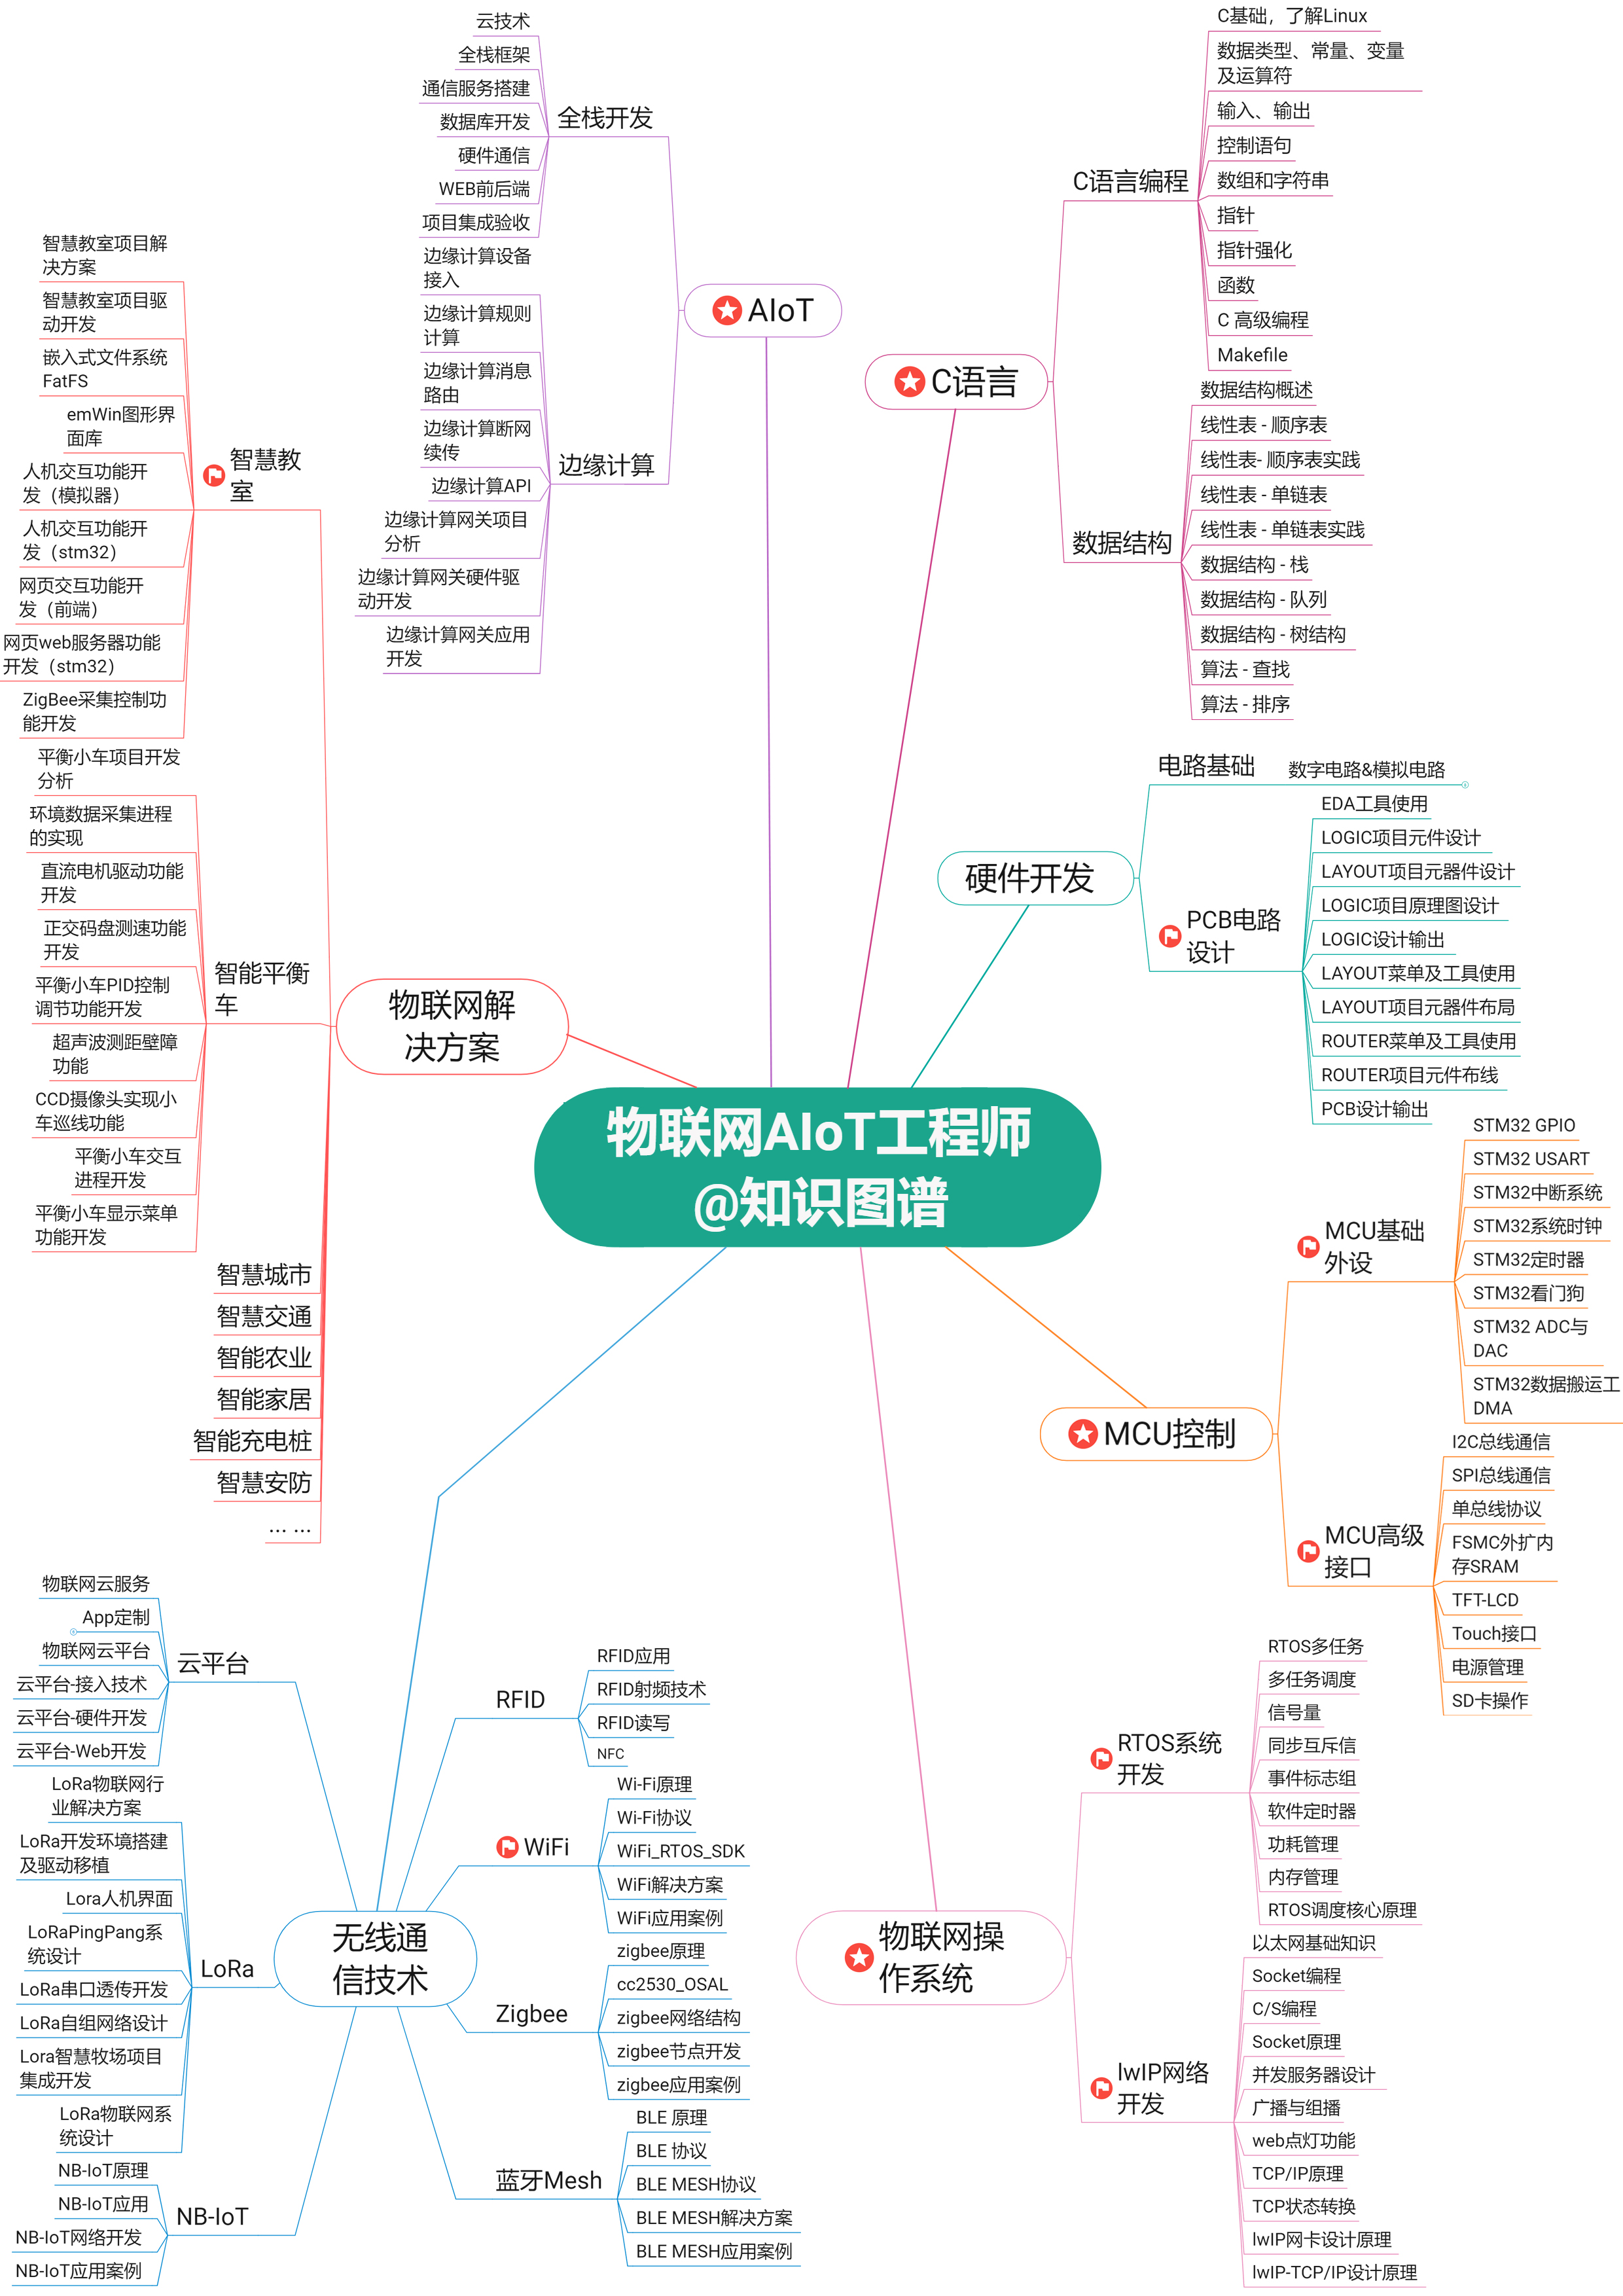 物联网AIoT工程师
@知识图谱
C语言
C语言编程
C基础，了解Linux
数据类型、常量、变量
及运算符
输入、输出
控制语句
数组和字符串
指针
指针强化
函数
C 高级编程
Makefile
数据结构
数据结构概述
线性表 - 顺序表
线性表- 顺序表实践
线性表 - 单链表
线性表 - 单链表实践
数据结构 - 栈
数据结构 - 队列
数据结构 - 树结构
算法 - 查找
算法 - 排序
硬件开发
电路基础
数字电路&模拟电路
PCB电路
设计
EDA工具使用
LOGIC项目元件设计
LAYOUT项目元器件设计
LOGIC项目原理图设计
LOGIC设计输出
LAYOUT菜单及工具使用
LAYOUT项目元器件布局
ROUTER菜单及工具使用
ROUTER项目元件布线
PCB设计输出
MCU控制
MCU基础
外设
STM32 GPIO
STM32 USART
STM32中断系统
STM32系统时钟
STM32定时器
STM32看门狗
STM32 ADC与
DAC
STM32数据搬运工
DMA
MCU高级
接口
I2C总线通信
SPI总线通信
单总线协议
FSMC外扩内
存SRAM
TFT-LCD
Touch接口
电源管理
SD卡操作
物联网操
作系统
RTOS系统
开发
RTOS多任务
多任务调度
信号量
同步互斥信
事件标志组
软件定时器
功耗管理
内存管理
RTOS调度核心原理
lwIP网络
开发
以太网基础知识
Socket编程
C/S编程
Socket原理
并发服务器设计
广播与组播
web点灯功能
TCP/IP原理
TCP状态转换
lwIP网卡设计原理
lwIP-TCP/IP设计原理
AIoT
全栈开发
云技术
全栈框架
通信服务搭建
数据库开发
硬件通信
WEB前后端
项目集成验收
边缘计算
边缘计算设备
接入
边缘计算规则
计算
边缘计算消息
路由
边缘计算断网
续传
边缘计算API
边缘计算网关项目
分析
边缘计算网关硬件驱
动开发
边缘计算网关应用
开发
物联网解
决方案
智慧教
室
智慧教室项目解
决方案
智慧教室项目驱
动开发
嵌入式文件系统
FatFS
emWin图形界
面库
人机交互功能开
发（模拟器）
人机交互功能开
发（stm32）
网页交互功能开
发（前端）
网页web服务器功能
开发（stm32）
ZigBee采集控制功
能开发
智能平衡
车
平衡小车项目开发
分析
环境数据采集进程
的实现
直流电机驱动功能
开发
正交码盘测速功能
开发
平衡小车PID控制
调节功能开发
超声波测距壁障
功能
CCD摄像头实现小
车巡线功能
平衡小车交互
进程开发
平衡小车显示菜单
功能开发
智慧城市
智慧交通
智能农业
智能家居
智能充电桩
智慧安防
... ...
无线通
信技术
云平台
物联网云服务
App定制
物联网云平台
云平台-接入技术
云平台-硬件开发
云平台-Web开发
LoRa
LoRa物联网行
业解决方案
LoRa开发环境搭建
及驱动移植
Lora人机界面
LoRaPingPang系
统设计
LoRa串口透传开发
LoRa自组网络设计
Lora智慧牧场项目
集成开发
LoRa物联网系
统设计
NB-IoT
NB-IoT原理
NB-IoT应用
NB-IoT网络开发
NB-IoT应用案例
RFID
RFID应用
RFID射频技术
RFID读写
NFC
WiFi
Wi-Fi原理
Wi-Fi协议
WiFi_RTOS_SDK
WiFi解决方案
WiFi应用案例
Zigbee
zigbee原理
cc2530_OSAL
zigbee网络结构
zigbee节点开发
zigbee应用案例
蓝牙Mesh
BLE 原理
BLE 协议
BLE MESH协议
BLE MESH解决方案
BLE MESH应用案例